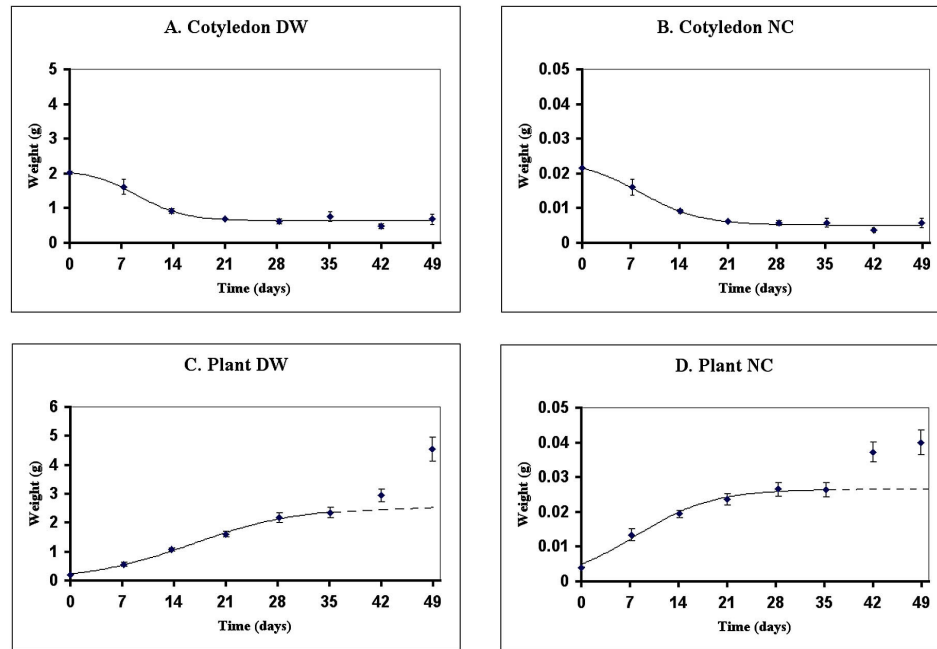 A. Cotyledon DW
Weight (g)
5
4
3
2
1
0
0 7 14 21 28 35 42 49
Time (days)
B. Cotyledon NC
Weight (g)
0.05
0.04
0.03
0.02
0.01
0
0 7 14 21 28 35 42 49
Time (days)
C. Plant DW
Weight (g)
6
5
4
3
2
1
0
0 7 14 21 28 35 42 49
Time (days)
D. Plant NC
Weight (g)
0.05
0.04
0.03
0.02
0.01
0
0 7 14 21 28 35 42 49
Time (days)